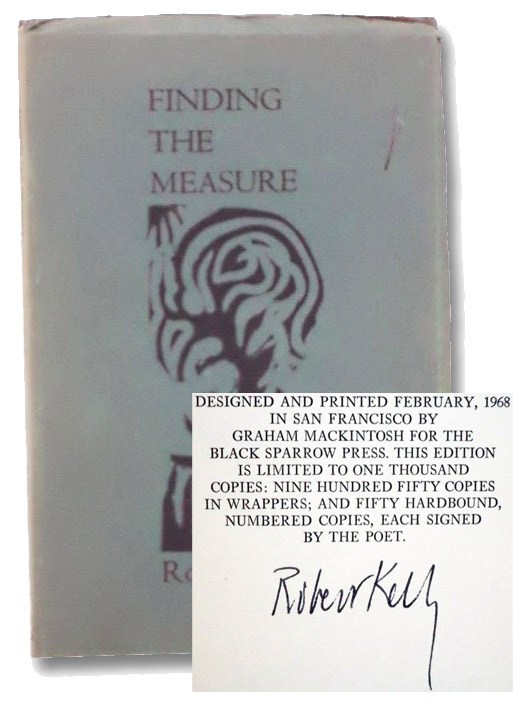 FINDING
THE
MEASURE
Ro
DESIGNED AND PRINTED FEBRUARY, 1968
IN SAN FRANCISCO BY
GRAHAM MACKINTOSH FOR THE
BLACK SPARROW PRESS. THIS EDITION
IS LIMITED TO ONE THOUSAND
COPIES: NINE HUNDRED FIFTY COPIES
IN WRAPPERS; AND FIFTY HARDBOUND,
NUMBERED COPIES, EACH SIGNED
BY THE POET.
Robert Kelly